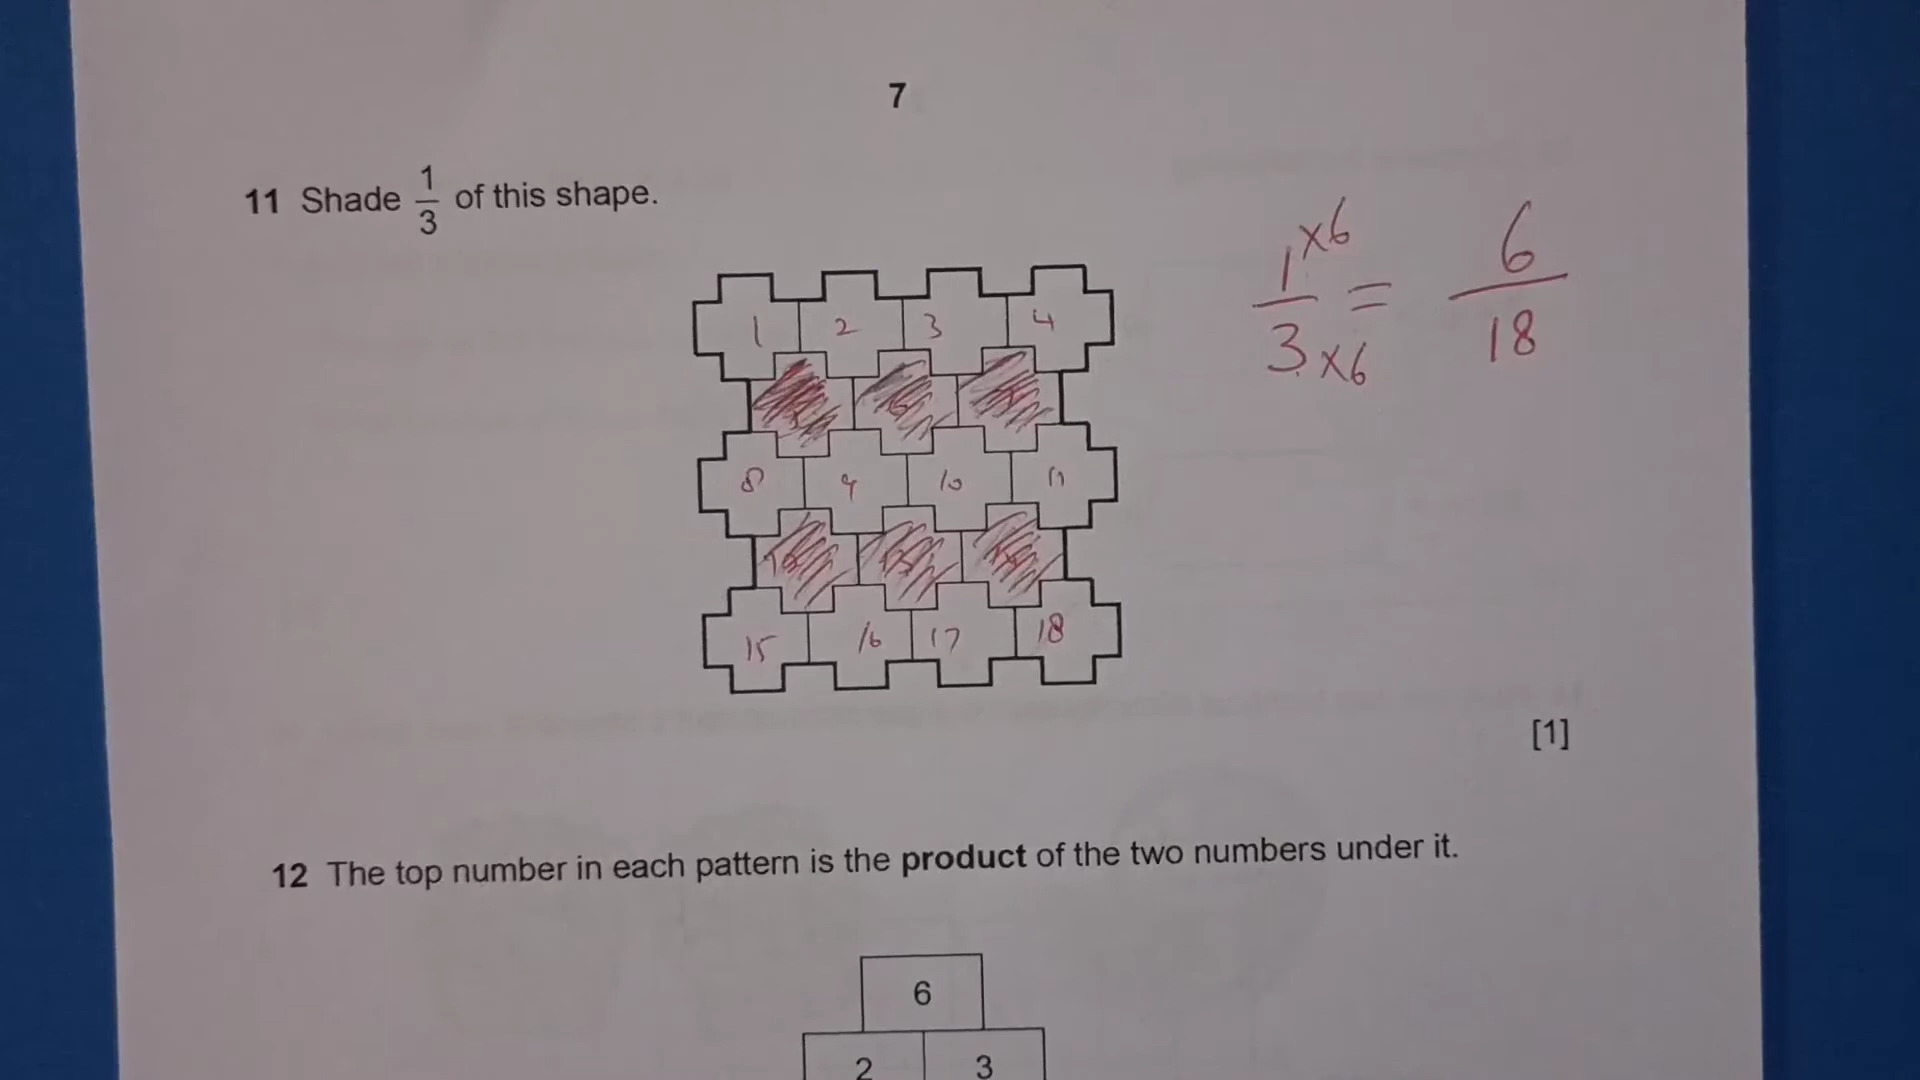 7
11 Shade 1/3 of this shape.
1×6 / 3×6 = 6 / 18
1 2 3 4
8 9 10 11
15 16 17 18
[1]
12 The top number in each pattern is the product of the two numbers under it.
6
2 3